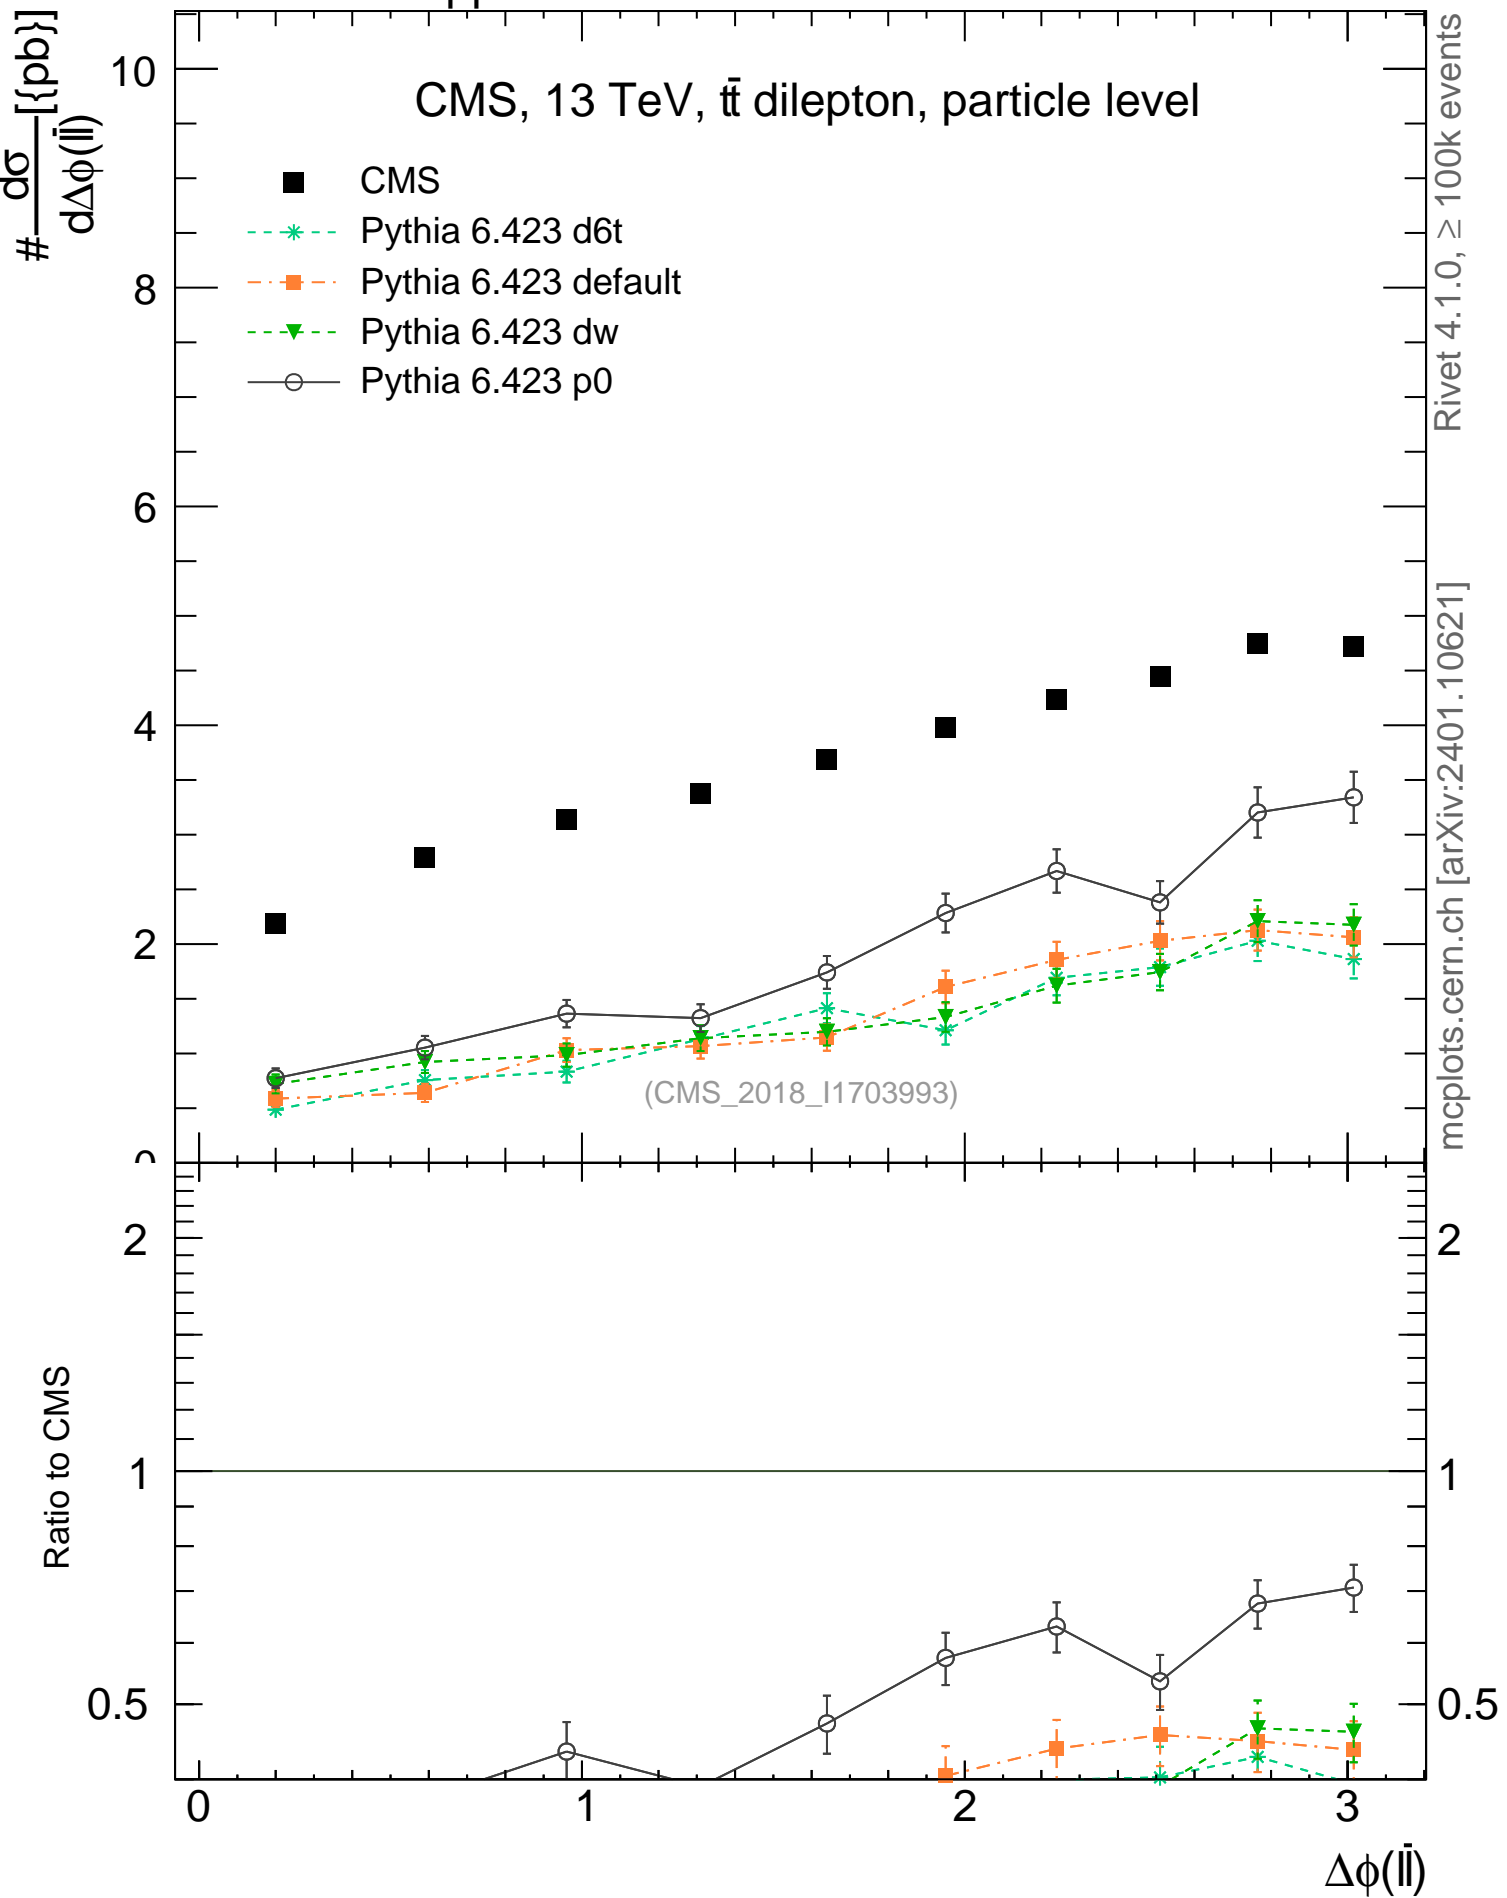 pp
# dσ/dΔϕ(ll̄) [{pb}]
CMS, 13 TeV, tt̄ dilepton, particle level
CMS
Pythia 6.423 d6t
Pythia 6.423 default
Pythia 6.423 dw
Pythia 6.423 p0
10
8
6
4
2
0
(CMS_2018_I1703993)
Rivet 4.1.0, ≥ 100k events
mcplots.cern.ch [arXiv:2401.10621]
Ratio to CMS
2
1
0.5
2
1
0.5
0
1
2
3
Δϕ(ll̄)